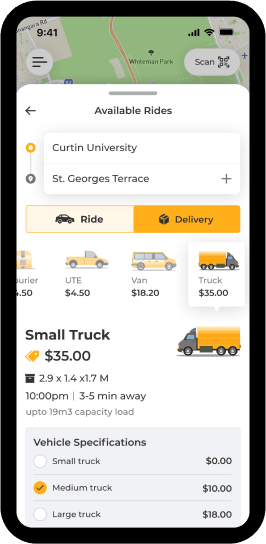 9:41
Whiteman Park
Scan
Available Rides
Curtin University
St. Georges Terrace
Ride Delivery
UTE Van Truck
$4.50 $18.20 $35.00
Small Truck
$35.00
2.9 x 1.4 x1.7 M
10:00pm | 3-5 min away
upto 19m3 capacity load
Vehicle Specifications
Small truck $0.00
Medium truck $10.00
Large truck $18.00